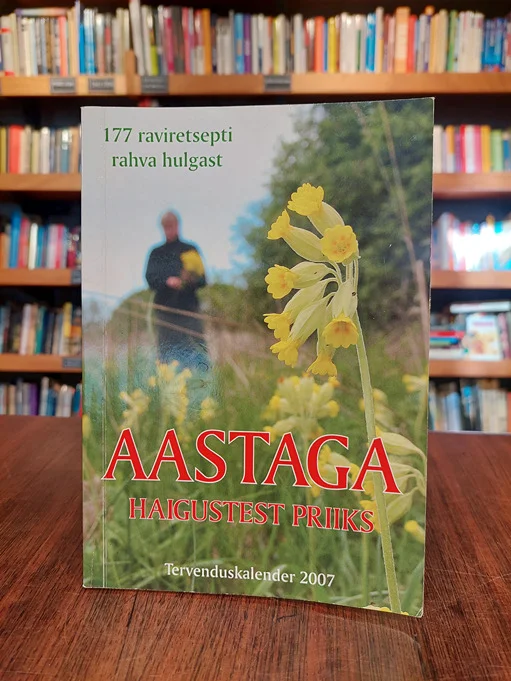 177 raviretsepti
rahva hulgast
AASTAGA
HAIGUSTEST PRIIKS
Tervenduskalender 2007